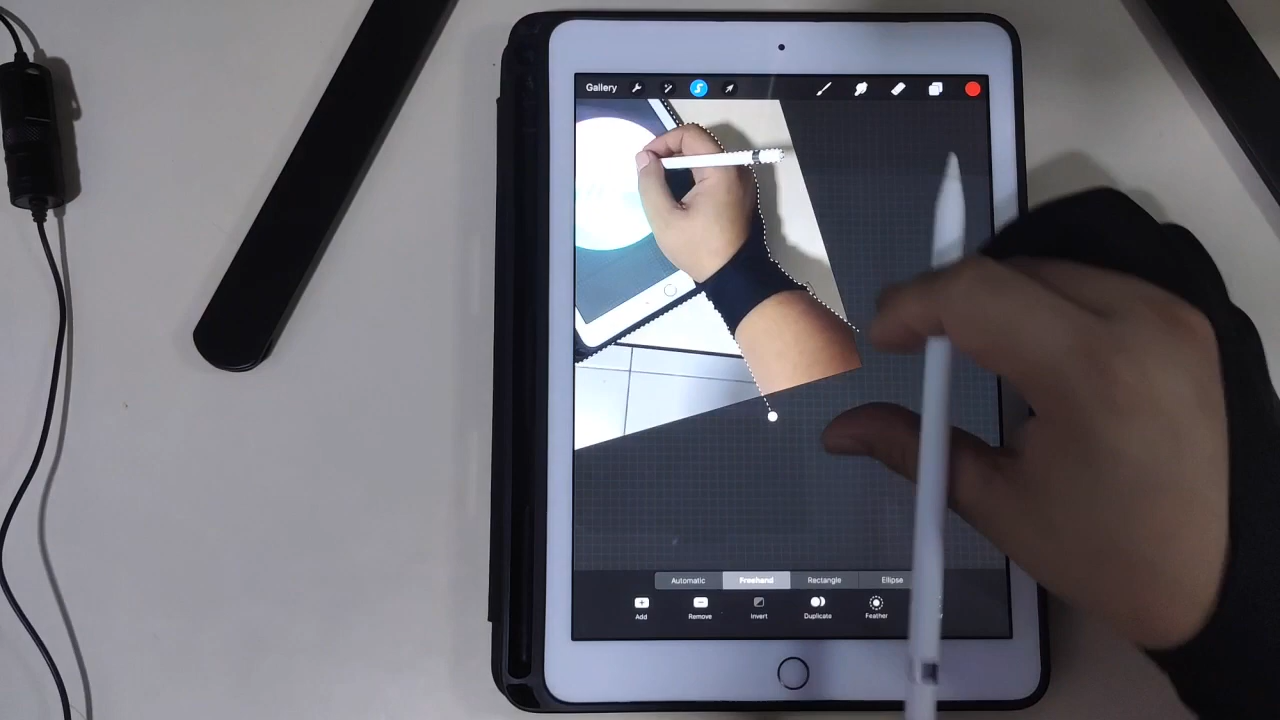 Gallery
Automatic Freehand Rectangle Ellipse
Add Remove Invert Duplicate Feather